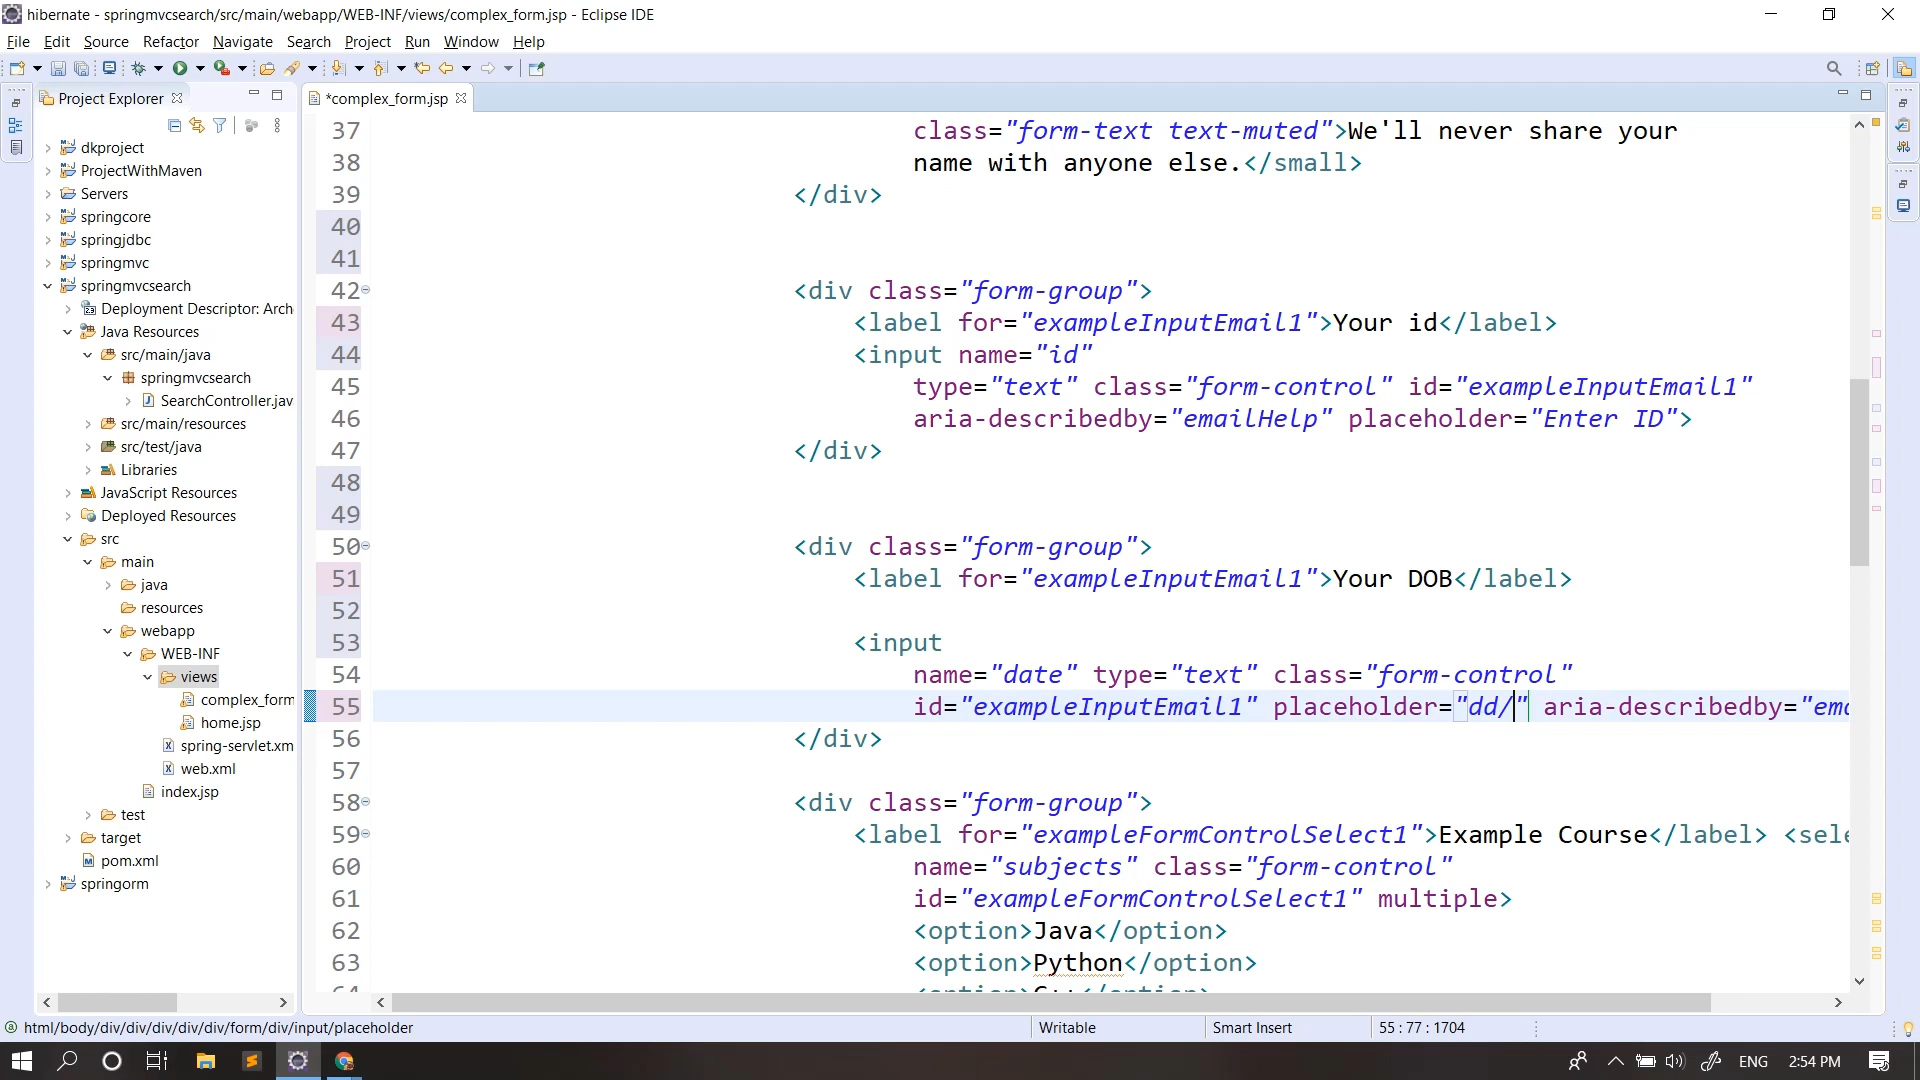 hibernate - springmvcsearch/src/main/webapp/WEB-INF/views/complex_form.jsp - Eclipse IDE
File Edit Source Refactor Navigate Search Project Run Window Help
Project Explorer
dkproject
ProjectWithMaven
Servers
springcore
springjdbc
springmvc
springmvcsearch
Deployment Descriptor: Arch
Java Resources
src/main/java
springmvcsearch
SearchController.jav
src/main/resources
src/test/java
Libraries
JavaScript Resources
Deployed Resources
src
main
java
resources
webapp
WEB-INF
views
complex_form
home.jsp
spring-servlet.xm
web.xml
index.jsp
test
target
pom.xml
springorm
*complex_form.jsp
37 class="form-text text-muted">We'll never share your
38 name with anyone else.</small>
39 </div>
40
41
42 <div class="form-group">
43 <label for="exampleInputEmail1">Your id</label>
44 <input name="id"
45 type="text" class="form-control" id="exampleInputEmail1"
46 aria-describedby="emailHelp" placeholder="Enter ID">
47 </div>
48
49
50 <div class="form-group">
51 <label for="exampleInputEmail1">Your DOB</label>
52
53 <input
54 name="date" type="text" class="form-control"
55 id="exampleInputEmail1" placeholder="dd/" aria-describedby="ema
56 </div>
57
58 <div class="form-group">
59 <label for="exampleFormControlSelect1">Example Course</label> <sele
60 name="subjects" class="form-control"
61 id="exampleFormControlSelect1" multiple>
62 <option>Java</option>
63 <option>Python</option>
64 <option>C++</option>
html/body/div/div/div/div/div/form/div/input/placeholder
Writable
Smart Insert
55 : 77 : 1704
ENG
2:54 PM